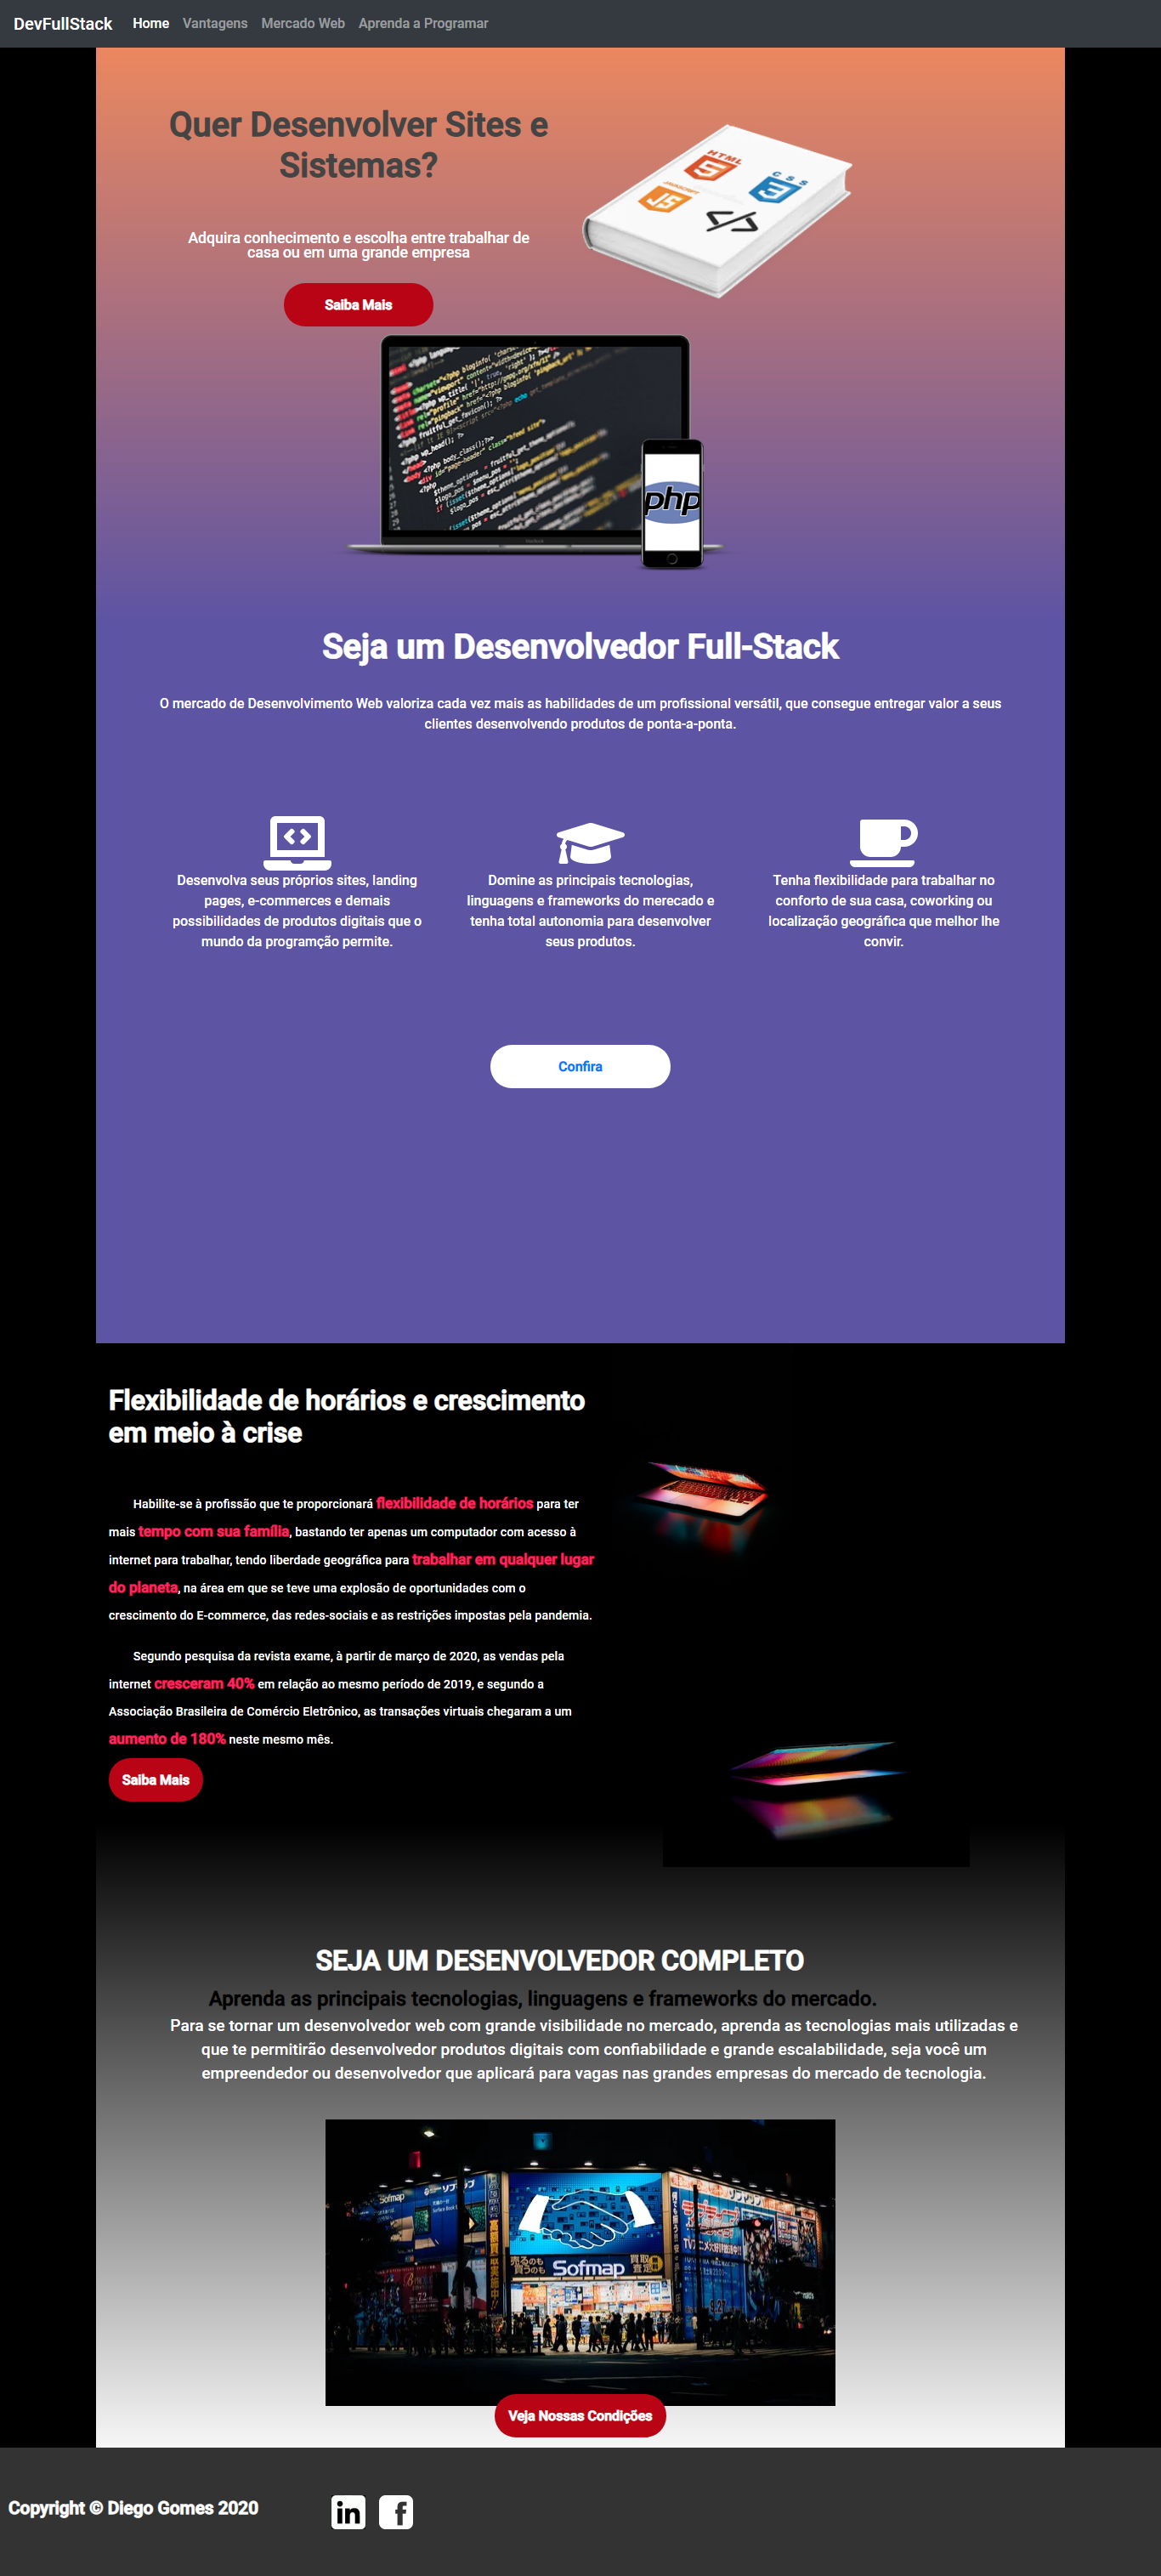 DevFullStack Home Vantagens Mercado Web Aprenda a Programar
Quer Desenvolver Sites e
Sistemas?
HTML
CSS
JAVASCRIPT
JS
Adquira conhecimento e escolha entre trabalhar de
casa ou em uma grande empresa
Saiba Mais
php
Seja um Desenvolvedor Full-Stack
O mercado de Desenvolvimento Web valoriza cada vez mais as habilidades de um profissional versátil, que consegue entregar valor a seus
clientes desenvolvendo produtos de ponta-a-ponta.
Desenvolva seus próprios sites, landing
pages, e-commerces e demais
possibilidades de produtos digitais que o
mundo da programção permite.
Domine as principais tecnologias,
linguagens e frameworks do merecado e
tenha total autonomia para desenvolver
seus produtos.
Tenha flexibilidade para trabalhar no
conforto de sua casa, coworking ou
localização geográfica que melhor lhe
convir.
Confira
Flexibilidade de horários e crescimento
em meio à crise
Habilite-se à profissão que te proporcionará flexibilidade de horários para ter
mais tempo com sua família, bastando ter apenas um computador com acesso à
internet para trabalhar, tendo liberdade geográfica para trabalhar em qualquer lugar
do planeta, na área em que se teve uma explosão de oportunidades com o
crescimento do E-commerce, das redes-sociais e as restrições impostas pela pandemia.
Segundo pesquisa da revista exame, à partir de março de 2020, as vendas pela
internet cresceram 40% em relação ao mesmo período de 2019, e segundo a
Associação Brasileira de Comércio Eletrônico, as transações virtuais chegaram a um
aumento de 180% neste mesmo mês.
Saiba Mais
SEJA UM DESENVOLVEDOR COMPLETO
Aprenda as principais tecnologias, linguagens e frameworks do mercado.
Para se tornar um desenvolvedor web com grande visibilidade no mercado, aprenda as tecnologias mais utilizadas e
que te permitirão desenvolvedor produtos digitais com confiabilidade e grande escalabilidade, seja você um
empreendedor ou desenvolvedor que aplicará para vagas nas grandes empresas do mercado de tecnologia.
Sofmap ソフマップ
Sofmap
Veja Nossas Condições
Copyright © Diego Gomes 2020 in f